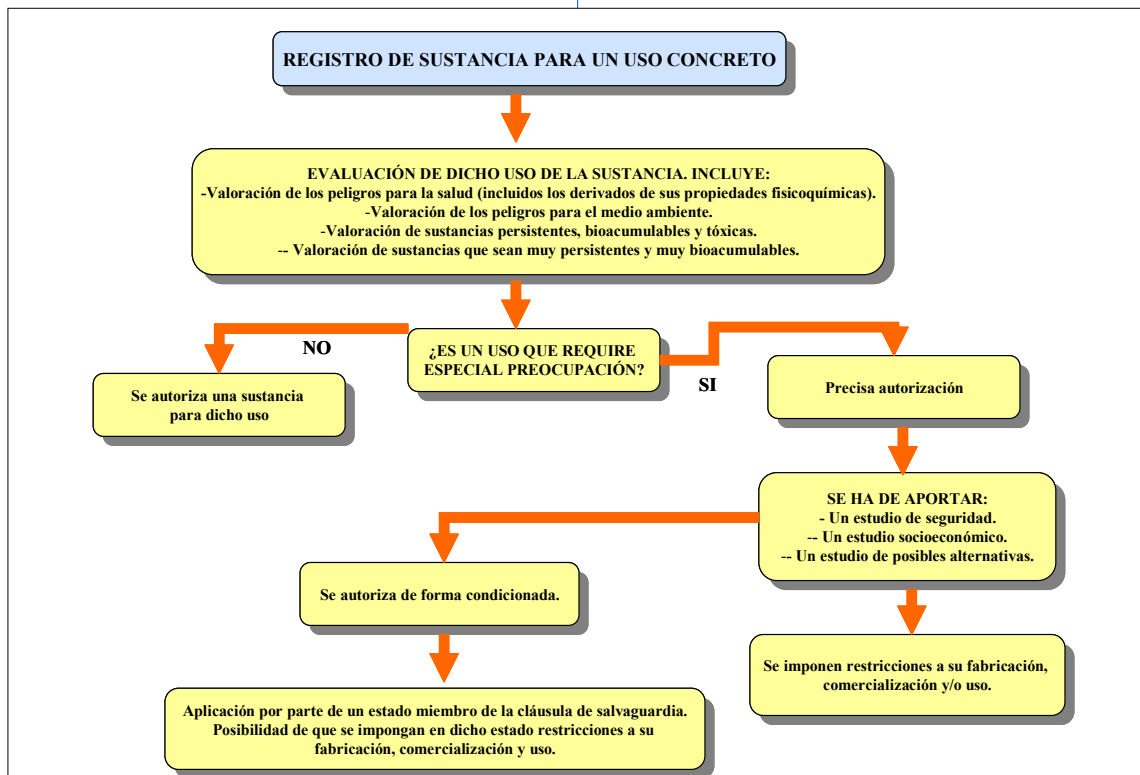 REGISTRO DE SUSTANCIA PARA UN USO CONCRETO
EVALUACIÓN DE DICHO USO DE LA SUSTANCIA. INCLUYE:
-Valoración de los peligros para la salud (incluidos los derivados de sus propiedades fisicoquímicas).
-Valoración de los peligros para el medio ambiente.
-Valoración de sustancias persistentes, bioacumulables y tóxicas.
-- Valoración de sustancias que sean muy persistentes y muy bioacumulables.
¿ES UN USO QUE REQUIRE
ESPECIAL PREOCUPACIÓN?
NO
SI
Se autoriza una sustancia
para dicho uso
Precisa autorización
SE HA DE APORTAR:
- Un estudio de seguridad.
-- Un estudio socioeconómico.
-- Un estudio de posibles alternativas.
Se autoriza de forma condicionada.
Se imponen restricciones a su fabricación,
comercialización y/o uso.
Aplicación por parte de un estado miembro de la cláusula de salvaguardia.
Posibilidad de que se impongan en dicho estado restricciones a su
fabricación, comercialización y uso.